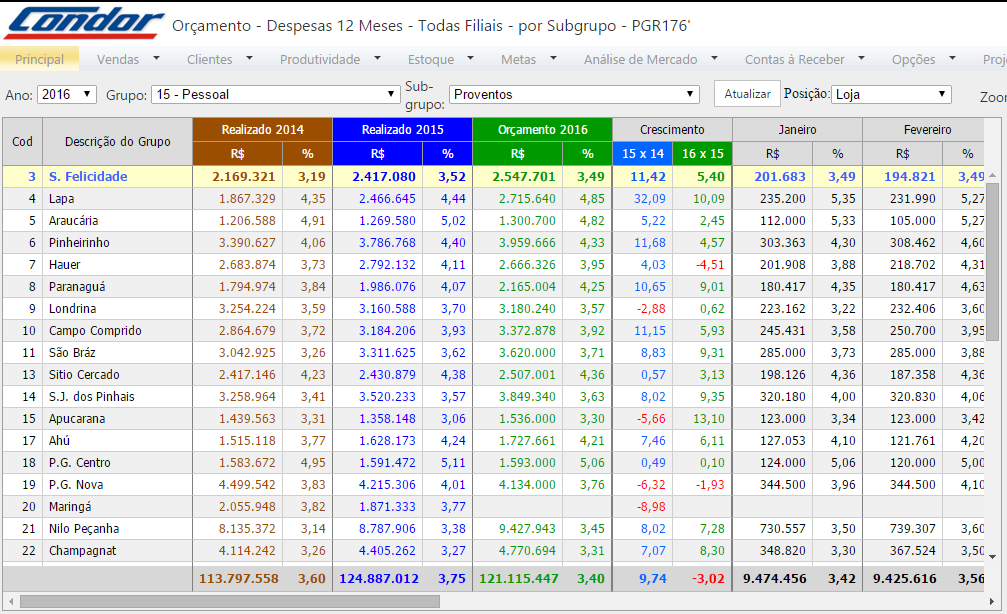 Condor Orçamento - Despesas 12 Meses - Todas Filiais - por Subgrupo - PGR176'
Principal Vendas Clientes Produtividade Estoque Metas Análise de Mercado Contas à Receber Opções Proj
Ano: 2016 Grupo: 15 - Pessoal Sub-grupo: Proventos Atualizar Posição: Loja Zoor
Cod Descrição do Grupo Realizado 2014 Realizado 2015 Orçamento 2016 Crescimento Janeiro Fevereiro
R$ % R$ % R$ % 15 x 14 16 x 15 R$ % R$ %
3 S. Felicidade 2.169.321 3,19 2.417.080 3,52 2.547.701 3,49 11,42 5,40 201.683 3,49 194.821 3,49
4 Lapa 1.867.329 4,35 2.466.645 4,44 2.715.640 4,85 32,09 10,09 235.200 5,35 231.990 5,27
5 Araucária 1.206.588 4,91 1.269.580 5,02 1.300.700 4,82 5,22 2,45 112.000 5,33 105.000 5,27
6 Pinheirinho 3.390.627 4,06 3.786.768 4,40 3.959.666 4,33 11,68 4,57 303.363 4,30 308.462 4,60
7 Hauer 2.683.874 3,73 2.792.132 4,11 2.666.326 3,95 4,03 -4,51 201.908 3,88 218.702 4,31
8 Paranaguá 1.794.974 3,84 1.986.076 4,07 2.165.004 4,25 10,65 9,01 180.417 4,35 180.417 4,63
9 Londrina 3.254.224 3,59 3.160.588 3,70 3.180.240 3,57 -2,88 0,62 223.162 3,22 232.406 3,60
10 Campo Comprido 2.864.679 3,72 3.184.206 3,93 3.372.878 3,92 11,15 5,93 245.431 3,58 250.700 3,95
11 São Bráz 3.042.925 3,26 3.311.625 3,62 3.620.000 3,71 8,83 9,31 285.000 3,73 285.000 3,88
13 Sitio Cercado 2.417.146 4,23 2.430.879 4,38 2.507.001 4,36 0,57 3,13 198.126 4,36 187.358 4,36
14 S.J. dos Pinhais 3.258.964 3,41 3.520.233 3,57 3.849.340 3,63 8,02 9,35 320.180 4,00 320.830 4,06
15 Apucarana 1.439.563 3,31 1.358.148 3,06 1.536.000 3,30 -5,66 13,10 123.000 3,34 123.000 3,42
17 Ahú 1.515.118 3,77 1.628.173 4,24 1.727.661 4,21 7,46 6,11 127.053 4,10 121.761 4,20
18 P.G. Centro 1.583.672 4,95 1.591.472 5,11 1.593.000 5,06 0,49 0,10 124.000 5,06 120.000 5,00
19 P.G. Nova 4.499.542 3,83 4.215.306 4,01 4.134.000 3,76 -6,32 -1,93 344.500 3,96 344.500 4,10
20 Maringá 2.055.948 3,82 1.871.333 3,77 -8,98
21 Nilo Peçanha 8.135.372 3,14 8.787.906 3,38 9.427.943 3,45 8,02 7,28 730.557 3,50 739.307 3,60
22 Champagnat 4.114.242 3,26 4.405.262 3,27 4.770.694 3,31 7,07 8,30 348.820 3,30 367.524 3,50
113.797.558 3,60 124.887.012 3,75 121.115.447 3,40 9,74 -3,02 9.474.456 3,42 9.425.616 3,56